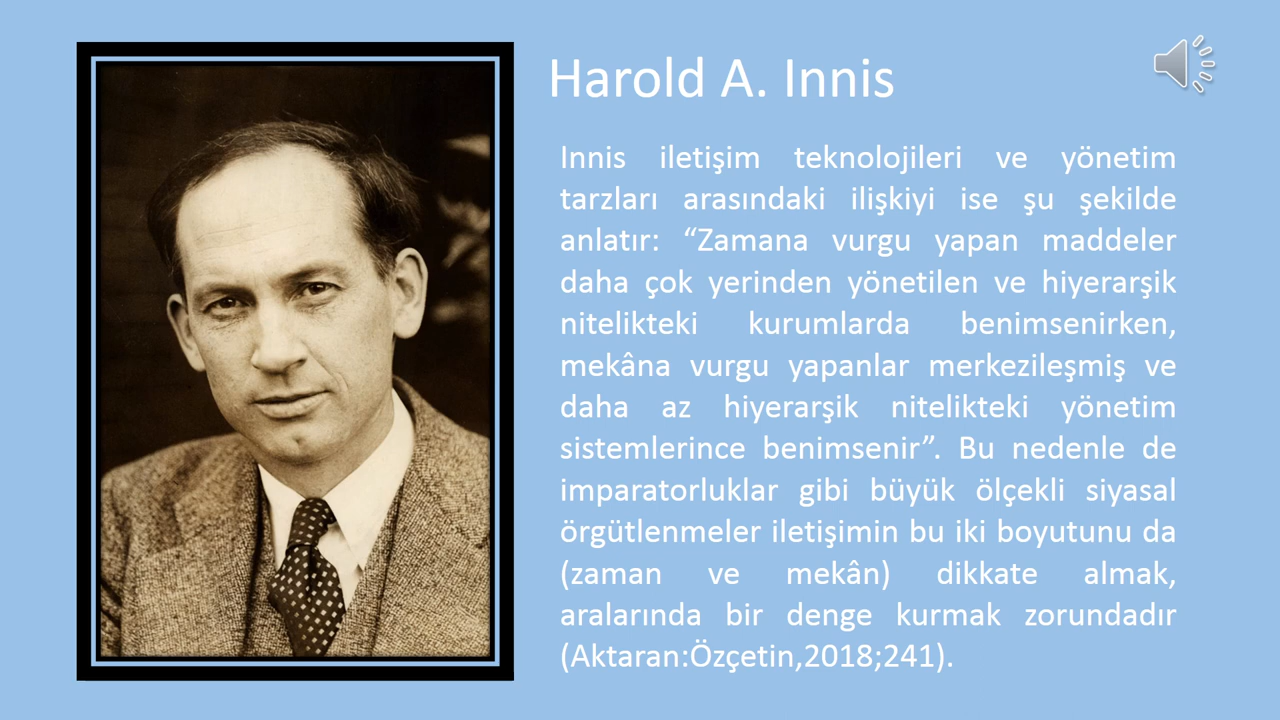 Harold A. Innis
Innis iletişim teknolojileri ve yönetim
tarzları arasındaki ilişkiyi ise şu şekilde
anlatır: “Zamana vurgu yapan maddeler
daha çok yerinden yönetilen ve hiyerarşik
nitelikteki kurumlarda benimsenirken,
mekâna vurgu yapanlar merkezileşmiş ve
daha az hiyerarşik nitelikteki yönetim
sistemlerince benimsenir”. Bu nedenle de
imparatorluklar gibi büyük ölçekli siyasal
örgütlenmeler iletişimin bu iki boyutunu da
(zaman ve mekân) dikkate almak,
aralarında bir denge kurmak zorundadır
(Aktaran:Özçetin,2018;241).